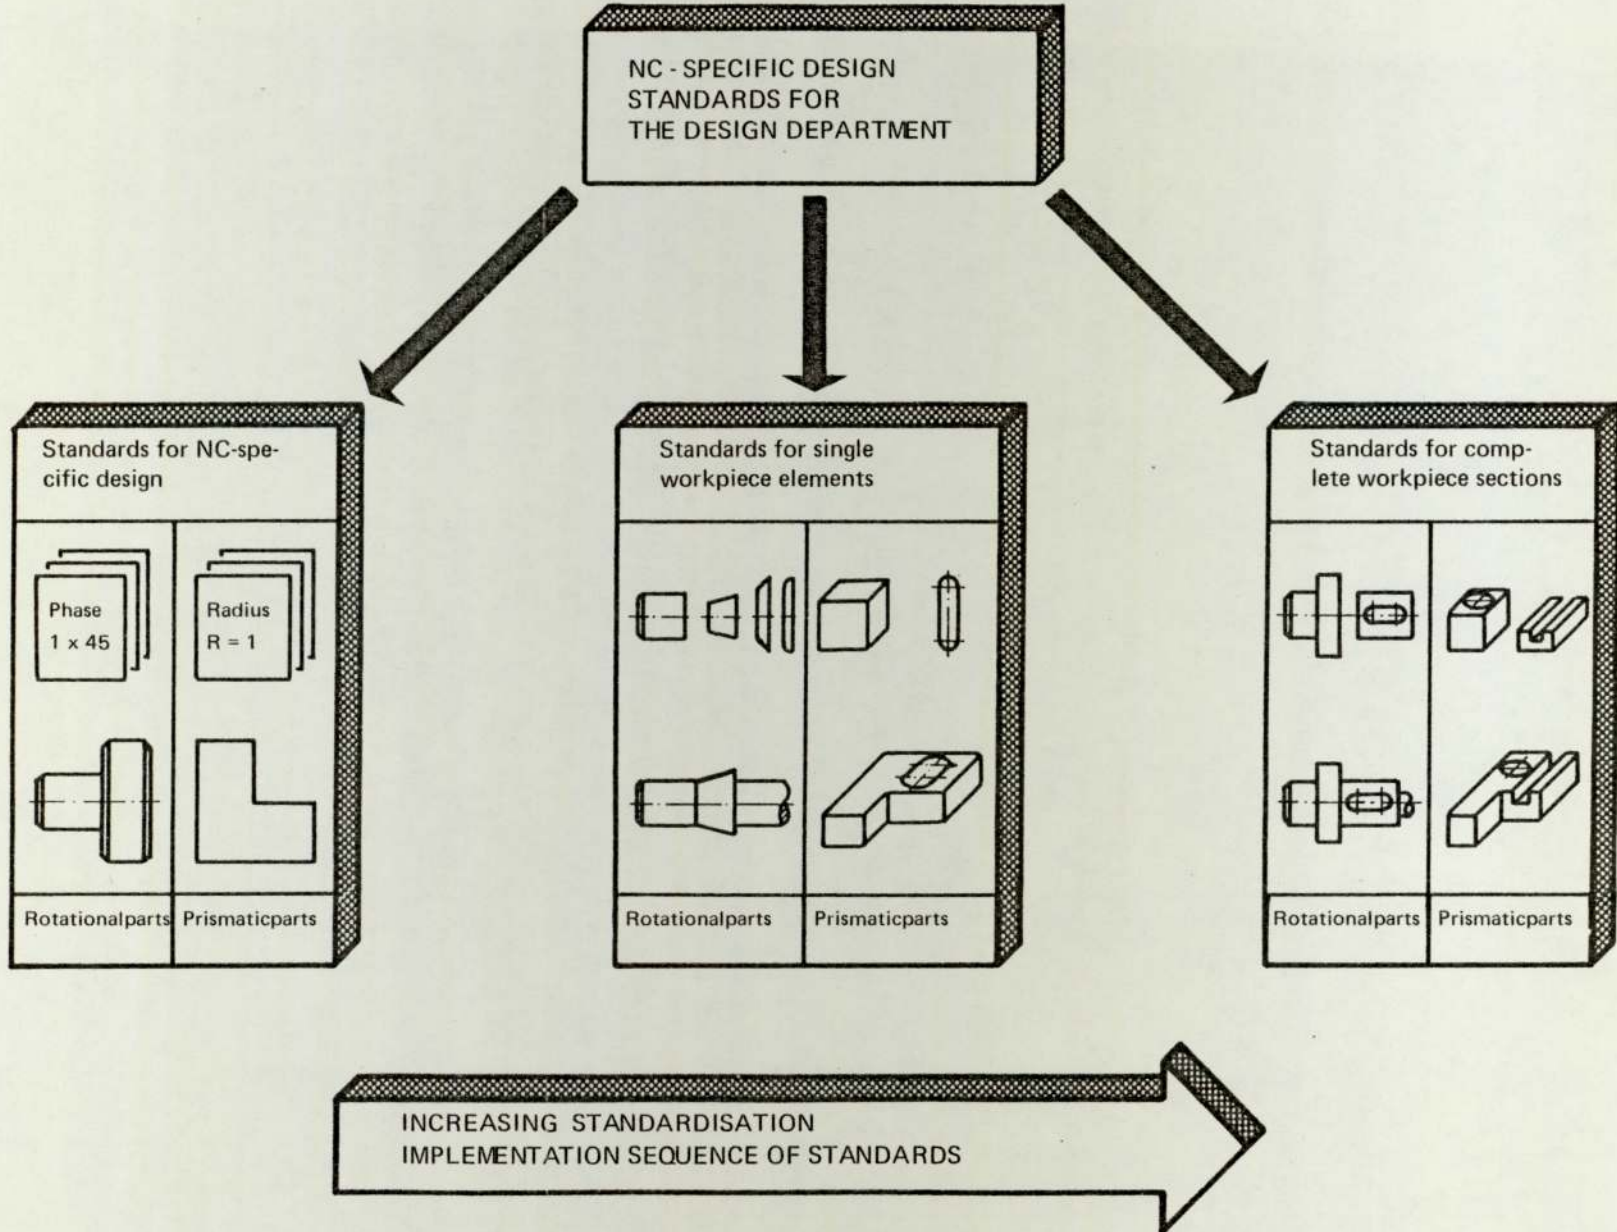 NC - SPECIFIC DESIGN
STANDARDS FOR
THE DESIGN DEPARTMENT
Standards for NC-spe-
cific design
Phase
1 x 45
Radius
R = 1
Rotationalparts
Prismaticparts
Standards for single
workpiece elements
Rotationalparts
Prismaticparts
Standards for comp-
lete workpiece sections
Rotationalparts
Prismaticparts
INCREASING STANDARDISATION
IMPLEMENTATION SEQUENCE OF STANDARDS